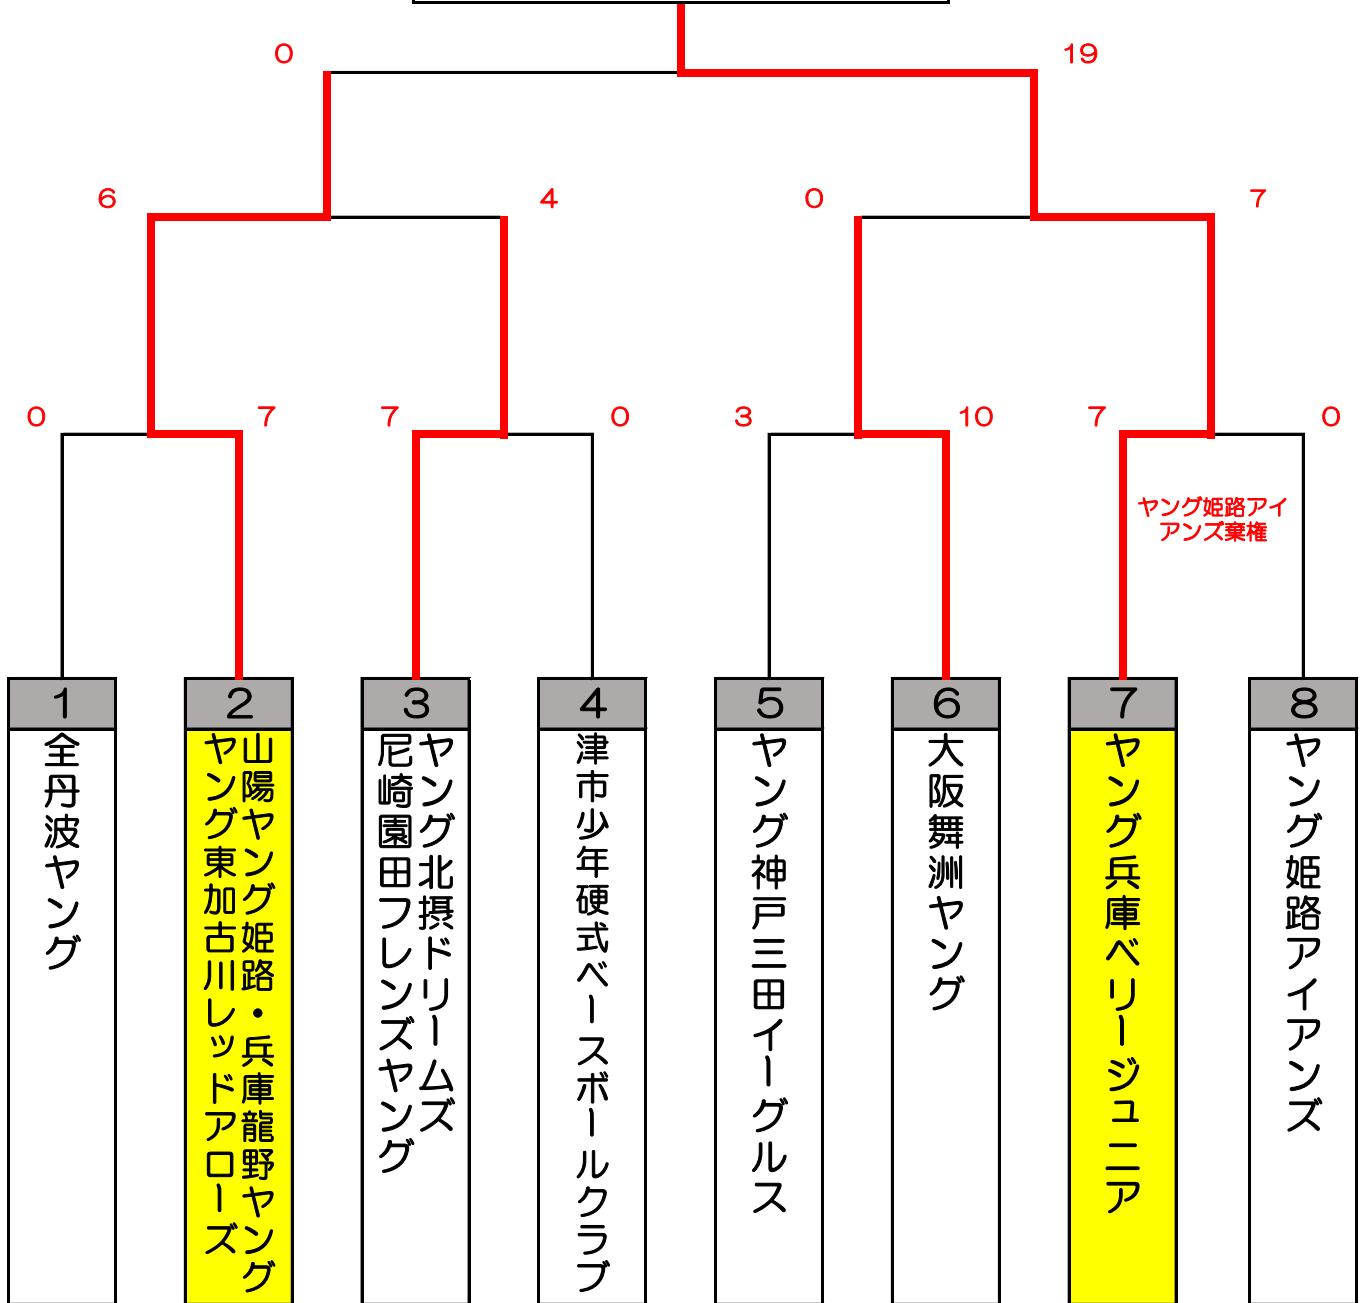 0
19
6
4
0
7
0
7
7
0
3
10
7
0
ヤング姫路アイ
アンズ棄権
1
2
3
4
5
6
7
8
全丹波ヤング
山陽ヤング姫路・兵庫龍野ヤング
ヤング東加古川レッドアローズ
ヤング北摂ドリームズ
尼崎園田フレンズヤング
津市少年硬式ベースボールクラブ
ヤング神戸三田イーグルス
大阪舞洲ヤング
ヤング兵庫ベリージュニア
ヤング姫路アイアンズ